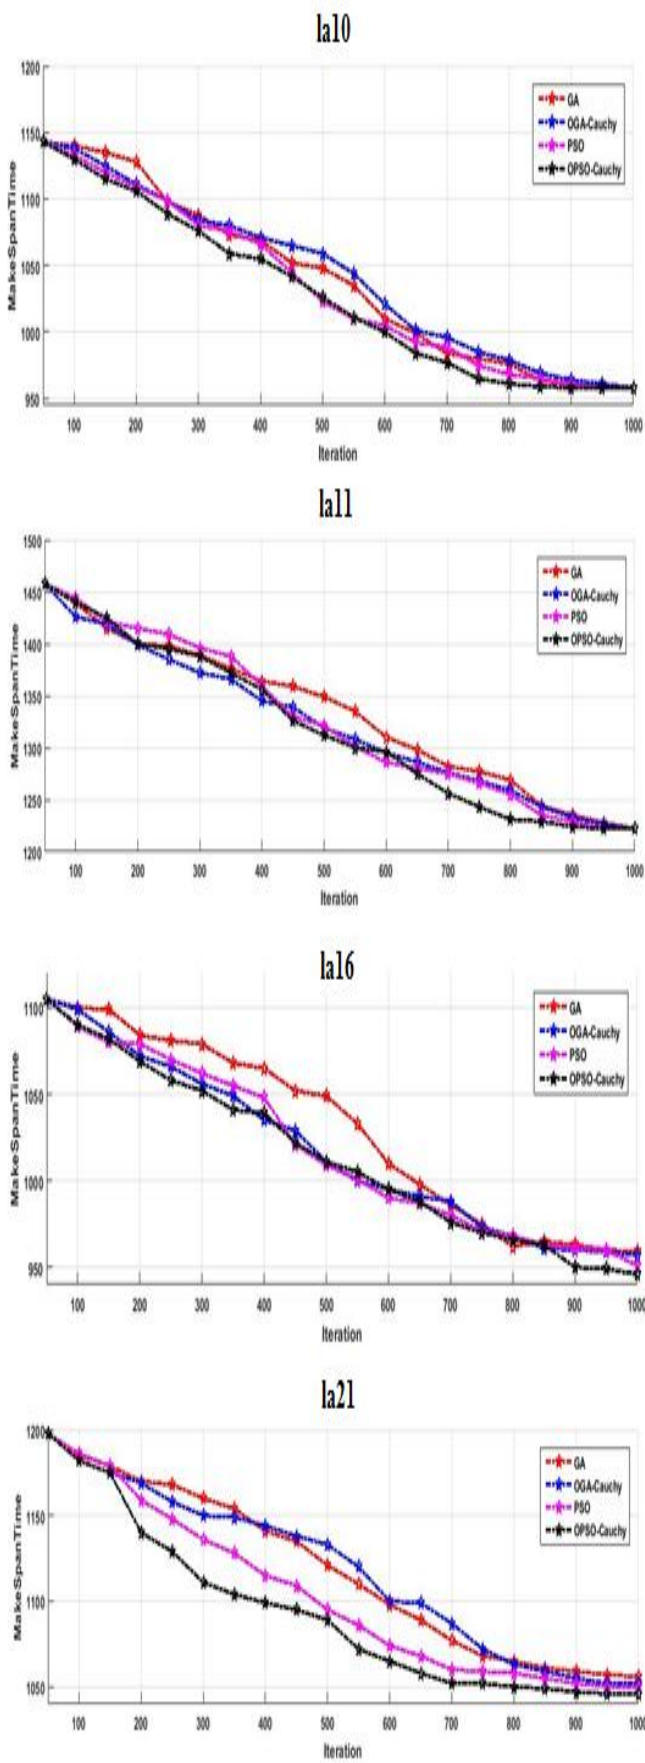 la10
1200
1150
1100
1050
1000
950
MakeSpanTime
GA
OGA-Cauchy
PSO
OPSO-Cauchy
100 200 300 400 500 600 700 800 900 1000
Iteration
la11
1500
1450
1400
1350
1300
1250
1200
MakeSpanTime
GA
OGA-Cauchy
PSO
OPSO-Cauchy
100 200 300 400 500 600 700 800 900 1000
Iteration
la16
1100
1050
1000
950
MakeSpanTime
GA
OGA-Cauchy
PSO
OPSO-Cauchy
100 200 300 400 500 600 700 800 900 1000
Iteration
la21
1200
1150
1100
1050
MakeSpanTime
GA
OGA-Cauchy
PSO
OPSO-Cauchy
100 200 300 400 500 600 700 800 900 1000
Iteration